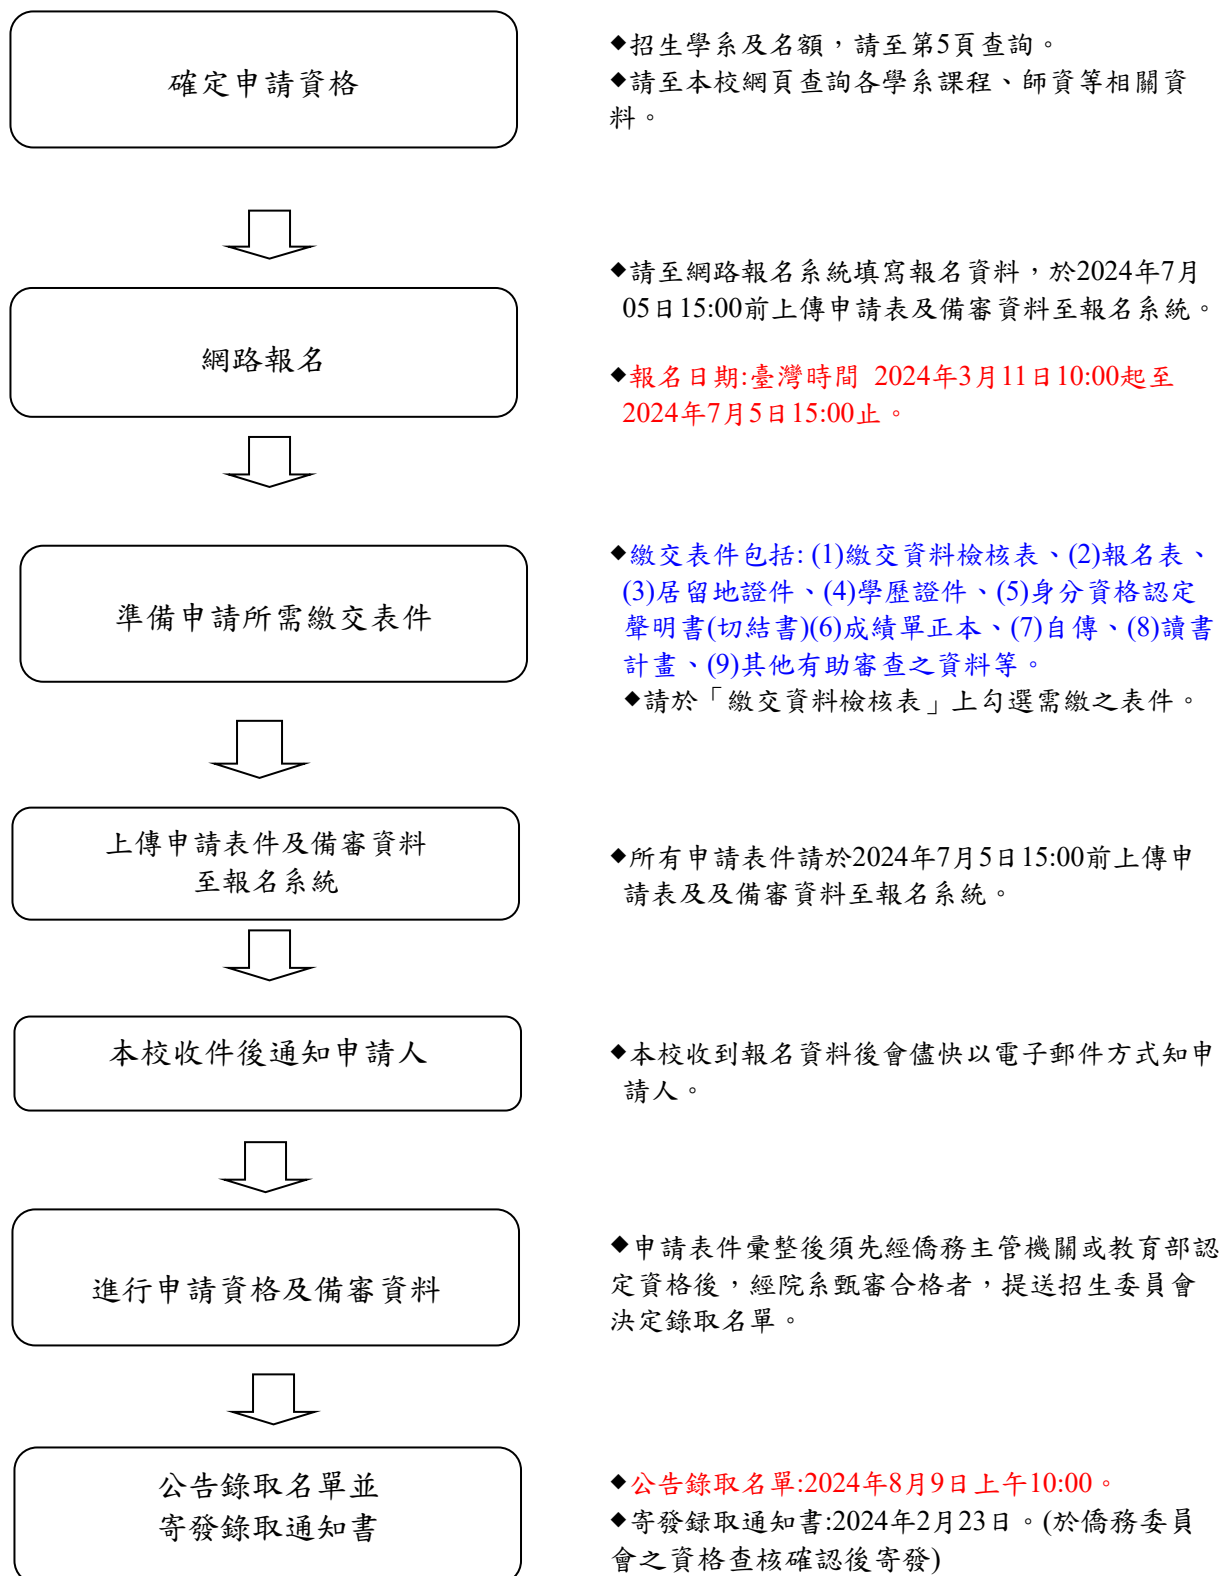 確定申請資格
◆招生學系及名額，請至第5頁查詢。
◆請至本校網頁查詢各學系課程、師資等相關資
料。
網路報名
◆請至網路報名系統填寫報名資料，於2024年7月
05日15:00前上傳申請表及備審資料至報名系統。
◆報名日期:臺灣時間 2024年3月11日10:00起至
2024年7月5日15:00止。
準備申請所需繳交表件
◆繳交表件包括: (1)繳交資料檢核表、(2)報名表、
(3)居留地證件、(4)學歷證件、(5)身分資格認定
聲明書(切結書)(6)成績單正本、(7)自傳、(8)讀書
計畫、(9)其他有助審查之資料等。
◆請於「繳交資料檢核表」上勾選需繳之表件。
上傳申請表件及備審資料
至報名系統
◆所有申請表件請於2024年7月5日15:00前上傳申
請表及及備審資料至報名系統。
本校收件後通知申請人
◆本校收到報名資料後會儘快以電子郵件方式知申
請人。
進行申請資格及備審資料
◆申請表件彙整後須先經僑務主管機關或教育部認
定資格後，經院系甄審合格者，提送招生委員會
決定錄取名單。
公告錄取名單並
寄發錄取通知書
◆公告錄取名單:2024年8月9日上午10:00。
◆寄發録取通知書:2024年2月23日。(於僑務委員
會之資格查核確認後寄發)